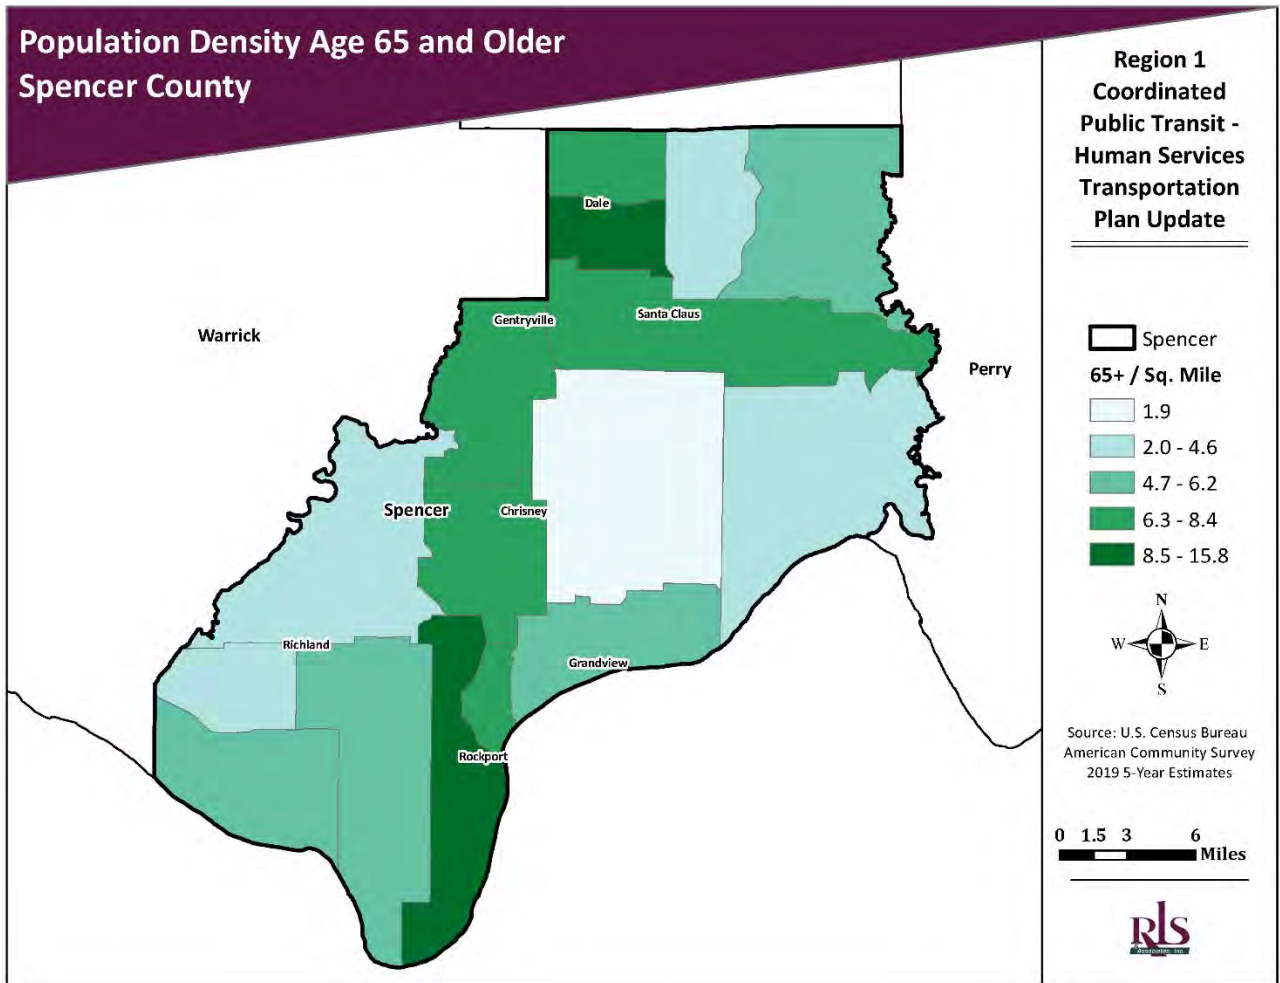 Population Density Age 65 and Older
Spencer County
Region 1
Coordinated
Public Transit -
Human Services
Transportation
Plan Update
Dale
Gentryville
Santa Claus
Warrick
Perry
Spencer
Chrisney
Richland
Grandview
Rockport
Spencer
65+ / Sq. Mile
1.9
2.0 - 4.6
4.7 - 6.2
6.3 - 8.4
8.5 - 15.8
N
W E
S
Source: U.S. Census Bureau
American Community Survey
2019 5-Year Estimates
0 1.5 3 6
Miles
RLS
& Associates, Inc.